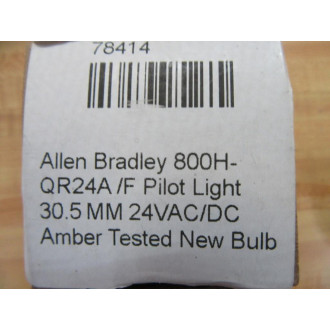 78414
Allen Bradley 800H-
QR24A /F Pilot Light
30.5 MM 24VAC/DC
Amber Tested New Bulb